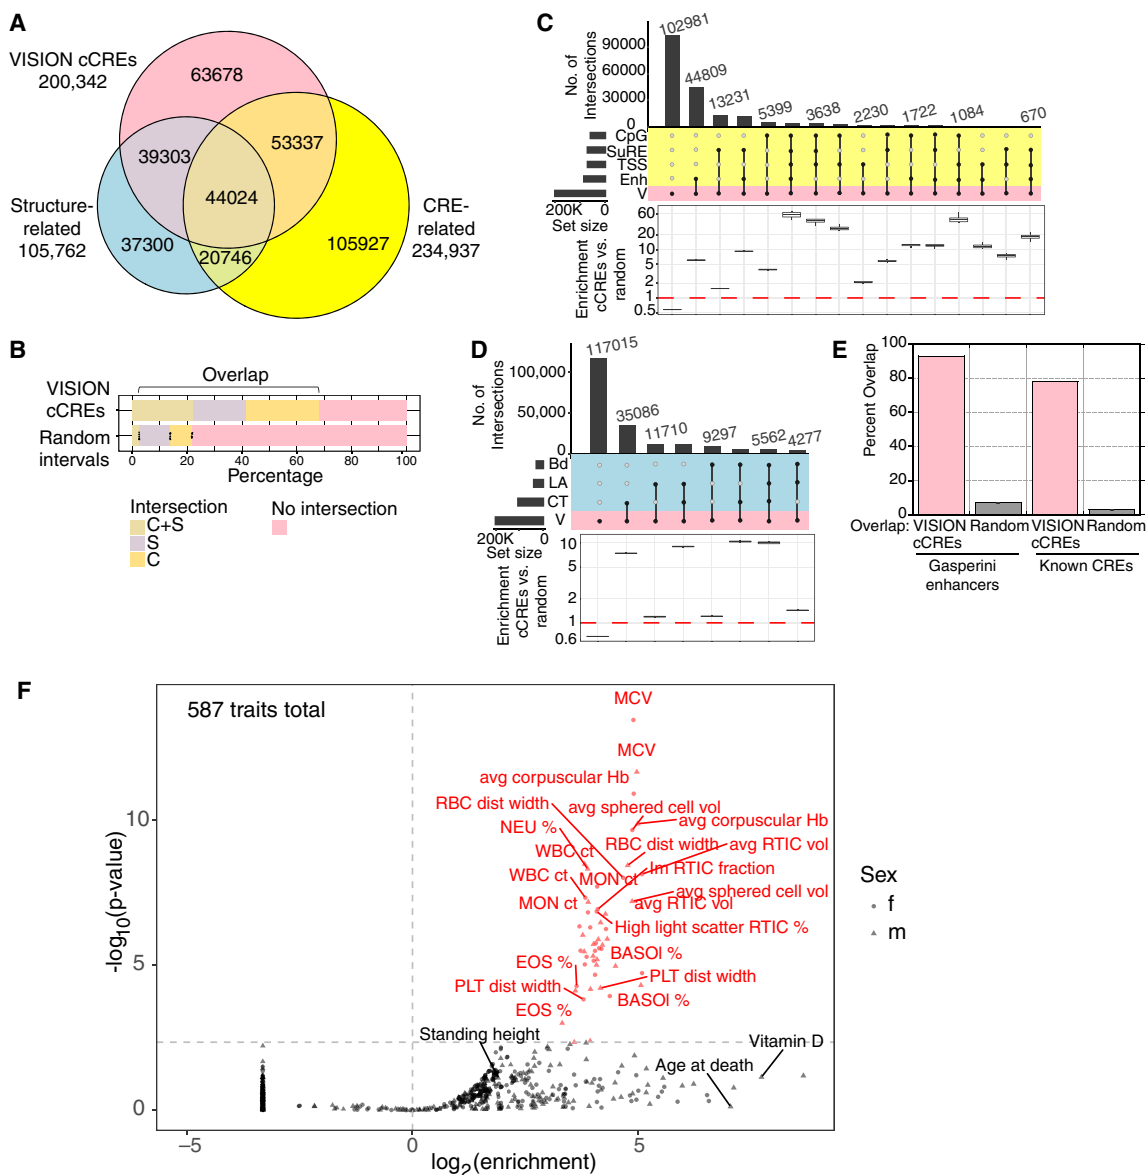 A
VISION cCREs
200,342
63678
39303
53337
44024
Structure-
related
105,762
37300
20746
105927
CRE-
related
234,937
B
Overlap
VISION
cCREs
Random
intervals
0
20
40
60
80
100
Percentage
Intersection
C+S
S
C
No intersection
C
No. of
Intersections
90000
60000
30000
0
102981
44809
13231
5399
3638
2230
1722
1084
670
CpG
SuRE
TSS
Enh
V
200K
0
Set size
Enrichment
cCREs vs.
random
60
20
10
5
2
1
0.5
D
No. of
Intersections
100,000
50,000
0
117015
35086
11710
9297
5562
4277
Bd
LA
CT
V
200K
0
Set size
Enrichment
cCREs vs.
random
10
5
2
1
0.6
E
Percent Overlap
100
80
60
40
20
0
Overlap:
VISION
cCREs
Random
VISION
cCREs
Random
Gasperini
enhancers
Known CREs
F
587 traits total
MCV
MCV
avg corpuscular Hb
RBC dist width
avg sphered cell vol
avg corpuscular Hb
NEU %
RBC dist width
avg RTIC vol
WBC ct
Im RTIC fraction
WBC ct
MON ct
avg sphered cell vol
MON ct
avg RTIC vol
High light scatter RTIC %
BASOI %
EOS %
PLT dist width
PLT dist width
BASOI %
EOS %
Standing height
Vitamin D
Age at death
10
5
0
-log10(p-value)
−5
0
5
log2(enrichment)
Sex
f
m